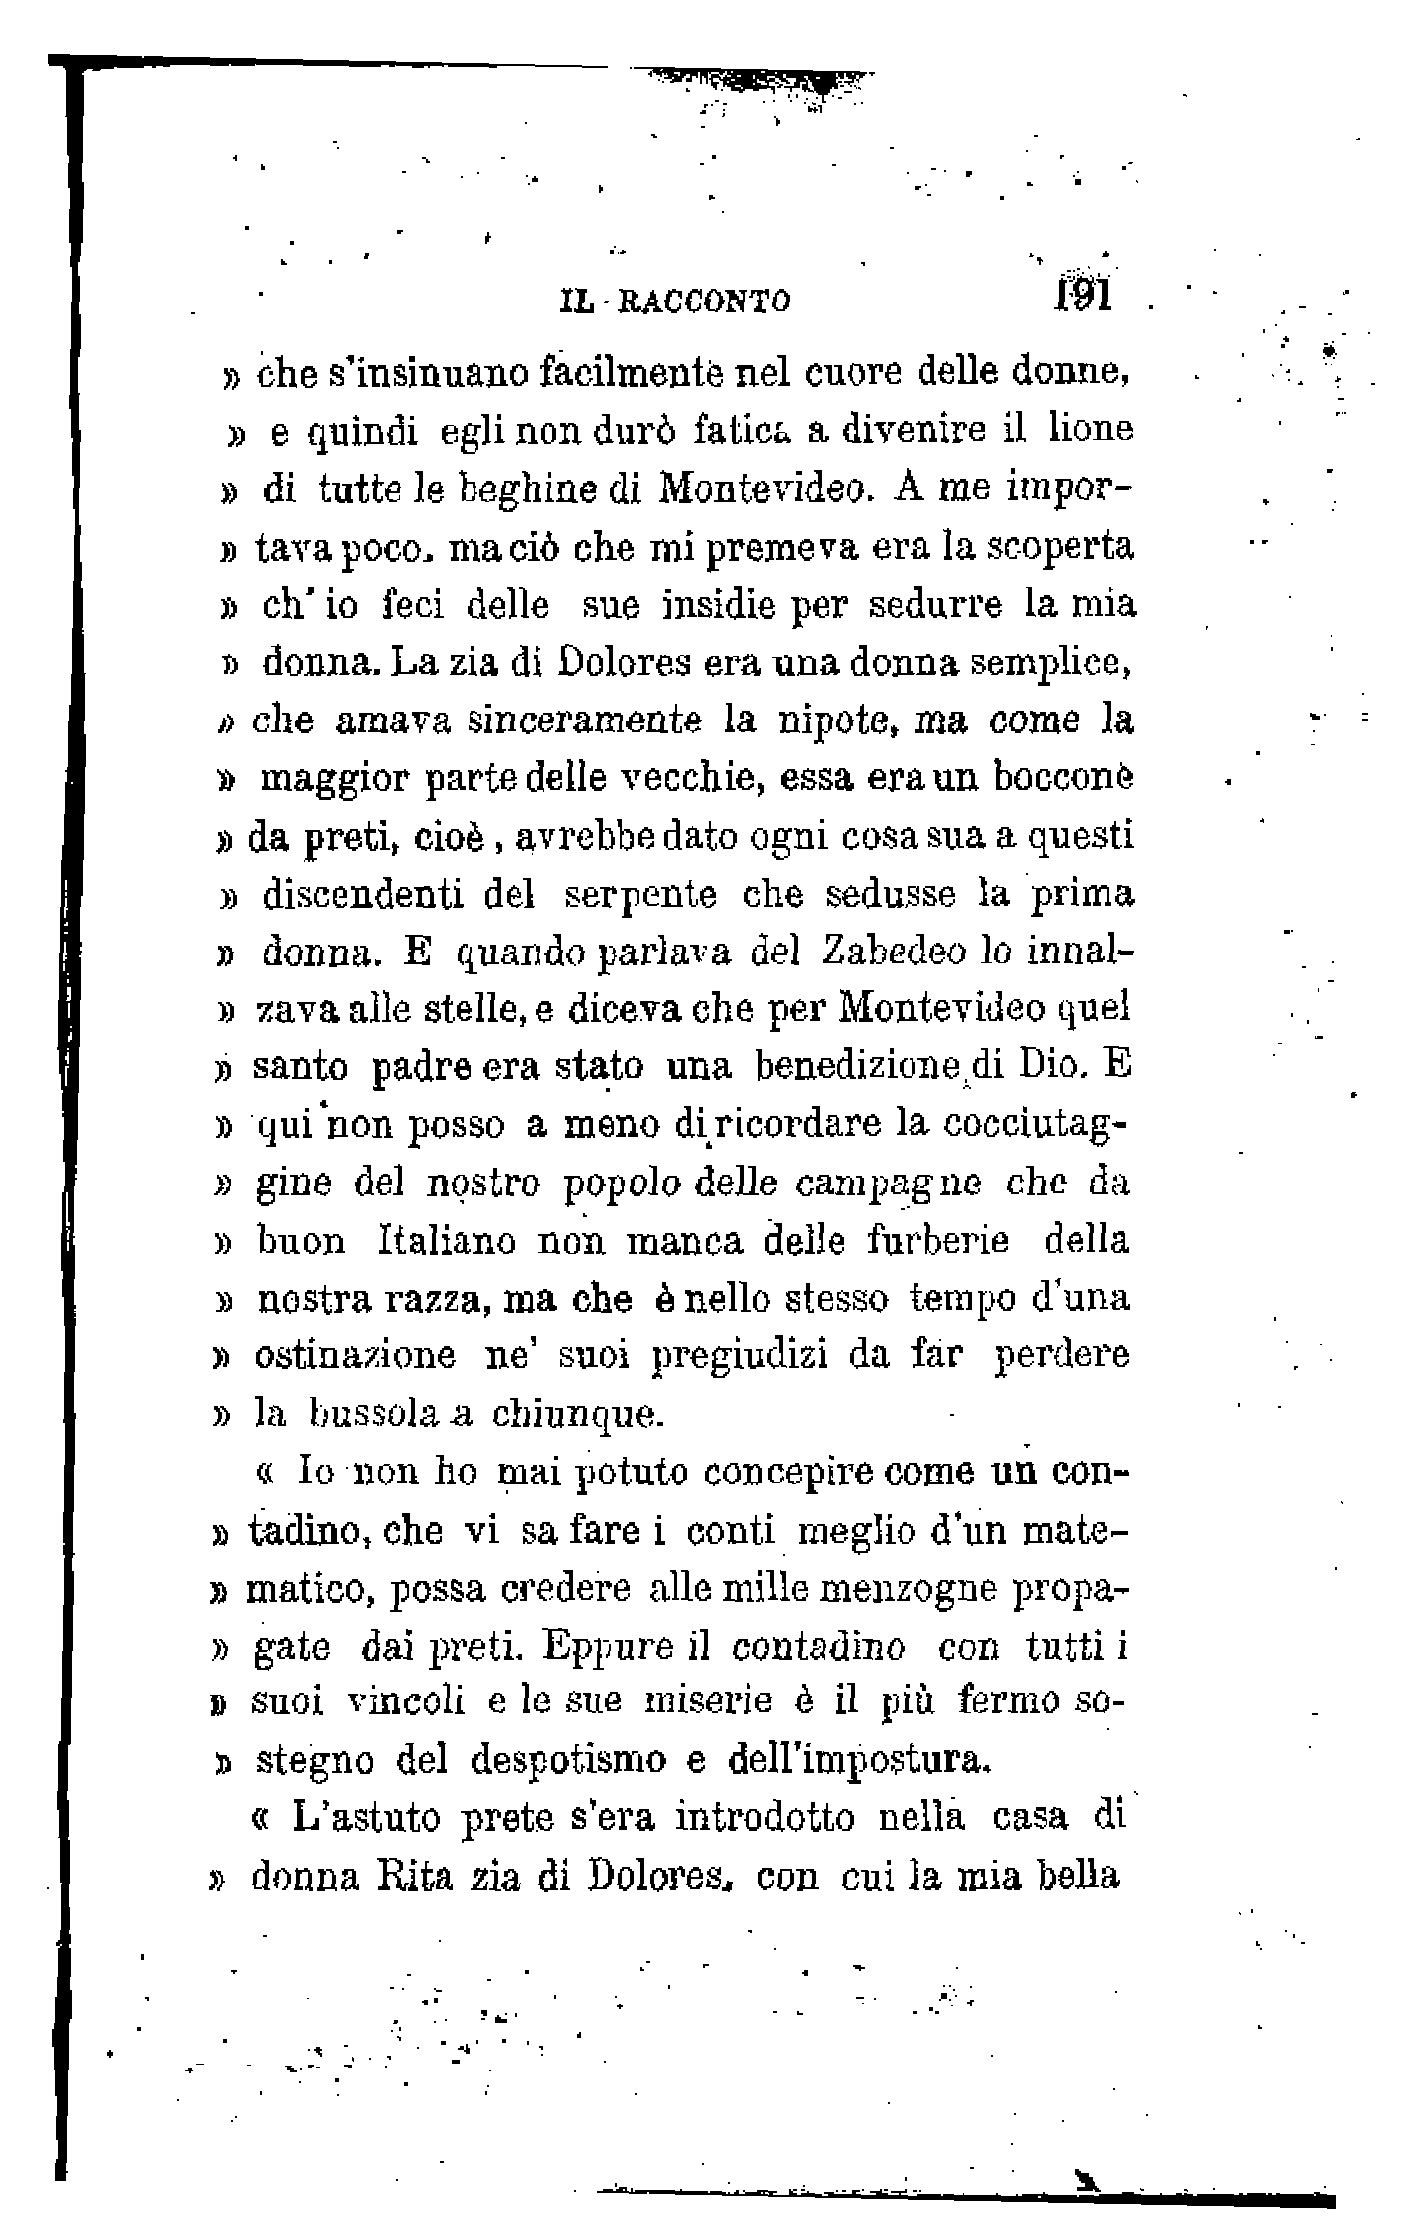 IL RACCONTO 191
» che s'insinuano facilmente nel cuore delle donne,
» e quindi egli non durò fatica a divenire il lione
» di tutte le beghine di Montevideo. A me impor-
» tava poco, ma ciò che mi premeva era la scoperta
» ch' io feci delle sue insidie per sedurre la mia
» donna. La zia di Dolores era una donna semplice,
» che amava sinceramente la nipote, ma come la
» maggior parte delle vecchie, essa era un boccone
» da preti, cioè, avrebbe dato ogni cosa sua a questi
» discendenti del serpente che sedusse la prima
» donna. E quando parlava del Zabedeo lo innal-
» zava alle stelle, e diceva che per Montevideo quel
» santo padre era stato una benedizione di Dio. E
» qui non posso a meno di ricordare la cocciutag-
» gine del nostro popolo delle campagne che da
» buon Italiano non manca delle furberie della
» nostra razza, ma che è nello stesso tempo d'una
» ostinazione ne' suoi pregiudizi da far perdere
» la bussola a chiunque.
« Io non ho mai potuto concepire come un con-
» tadino, che vi sa fare i conti meglio d'un mate-
» matico, possa credere alle mille menzogne propa-
» gate dai preti. Eppure il contadino con tutti i
» suoi vincoli e le sue miserie è il più fermo so-
» stegno del despotismo e dell'impostura.
« L'astuto prete s'era introdotto nella casa di
» donna Rita zia di Dolores, con cui la mia bella